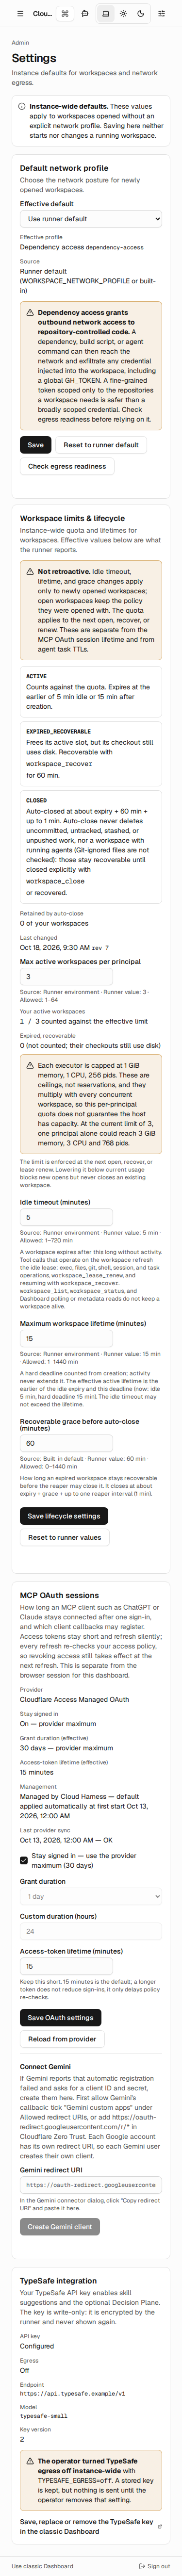 Clou...
Admin
Settings
Instance defaults for workspaces and network
egress.
Instance-wide defaults. These values
apply to workspaces opened without an
explicit network profile. Saving here neither
starts nor changes a running workspace.
Default network profile
Choose the network posture for newly
opened workspaces.
Effective default
Use runner default
Effective profile
Dependency access dependency-access
Source
Runner default
(WORKSPACE_NETWORK_PROFILE or built-
in)
Dependency access grants
outbound network access to
repository-controlled code. A
dependency, build script, or agent
command can then reach the
network and exfiltrate any credential
injected into the workspace, including
a global GH_TOKEN. A fine-grained
token scoped only to the repositories
a workspace needs is safer than a
broadly scoped credential. Check
egress readiness before relying on it.
Save
Reset to runner default
Check egress readiness
Workspace limits & lifecycle
Instance-wide quota and lifetimes for
workspaces. Effective values below are what
the runner reports.
Not retroactive. Idle timeout,
lifetime, and grace changes apply
only to newly opened workspaces;
open workspaces keep the policy
they were opened with. The quota
applies to the next open, recover, or
renew. These are separate from the
MCP OAuth session lifetime and from
agent task TTLs.
ACTIVE
Counts against the quota. Expires at the
earlier of 5 min idle or 15 min after
creation.
EXPIRED_RECOVERABLE
Frees its active slot, but its checkout still
uses disk. Recoverable with
workspace_recover
for 60 min.
CLOSED
Auto-closed at about expiry + 60 min +
up to 1 min. Auto-close never deletes
uncommitted, untracked, stashed, or
unpushed work, nor a workspace with
running agents (Git-ignored files are not
checked): those stay recoverable until
closed explicitly with
workspace_close
or recovered.
Retained by auto-close
0 of your workspaces
Last changed
Oct 18, 2026, 9:30 AM rev 7
Max active workspaces per principal
3
Source: Runner environment · Runner value: 3 ·
Allowed: 1–64
Your active workspaces
1 / 3 counted against the effective limit
Expired, recoverable
0 (not counted; their checkouts still use disk)
Each executor is capped at 1 GiB
memory, 1 CPU, 256 pids. These are
ceilings, not reservations, and they
multiply with every concurrent
workspace, so this per-principal
quota does not guarantee the host
has capacity. At the current limit of 3,
one principal alone could reach 3 GiB
memory, 3 CPU and 768 pids.
The limit is enforced at the next open, recover, or
lease renew. Lowering it below current usage
blocks new opens but never closes an existing
workspace.
Idle timeout (minutes)
5
Source: Runner environment · Runner value: 5 min ·
Allowed: 1–720 min
A workspace expires after this long without activity.
Tool calls that operate on the workspace refresh
the idle lease: exec, files, git, shell, session and task
operations, workspace_lease_renew, and
resuming with workspace_recover.
workspace_list, workspace_status, and
Dashboard polling or metadata reads do not keep a
workspace alive.
Maximum workspace lifetime (minutes)
15
Source: Runner environment · Runner value: 15 min
· Allowed: 1–1440 min
A hard deadline counted from creation; activity
never extends it. The effective active lifetime is the
earlier of the idle expiry and this deadline (now: idle
5 min, hard deadline 15 min). The idle timeout may
not exceed the lifetime.
Recoverable grace before auto-close
(minutes)
60
Source: Built-in default · Runner value: 60 min ·
Allowed: 0–1440 min
How long an expired workspace stays recoverable
before the reaper may close it. It closes at about
expiry + grace + up to one reaper interval (1 min).
Save lifecycle settings
Reset to runner values
MCP OAuth sessions
How long an MCP client such as ChatGPT or
Claude stays connected after one sign-in,
and which client callbacks may register.
Access tokens stay short and refresh silently;
every refresh re-checks your access policy,
so revoking access still takes effect at the
next refresh. This is separate from the
browser session for this dashboard.
Provider
Cloudflare Access Managed OAuth
Stay signed in
On — provider maximum
Grant duration (effective)
30 days — provider maximum
Access-token lifetime (effective)
15 minutes
Management
Managed by Cloud Harness — default
applied automatically at first start Oct 13,
2026, 12:00 AM
Last provider sync
Oct 13, 2026, 12:00 AM — OK
Stay signed in — use the provider
maximum (30 days)
Grant duration
1 day
Custom duration (hours)
24
Access-token lifetime (minutes)
15
Keep this short. 15 minutes is the default; a longer
token does not reduce sign-ins, it only delays policy
re-checks.
Save OAuth settings
Reload from provider
Connect Gemini
If Gemini reports that automatic registration
failed and asks for a client ID and secret,
create them here. First allow Gemini's
callback: tick "Gemini custom apps" under
Allowed redirect URIs, or add https://oauth-
redirect.googleusercontent.com/r/* in
Cloudflare Zero Trust. Each Google account
has its own redirect URI, so each Gemini user
creates their own client.
Gemini redirect URI
https://oauth-redirect.googleuserconte
In the Gemini connector dialog, click "Copy redirect
URI" and paste it here.
Create Gemini client
TypeSafe integration
Your TypeSafe API key enables skill
suggestions and the optional Decision Plane.
The key is write-only: it is encrypted by the
runner and never shown again.
API key
Configured
Egress
Off
Endpoint
https://api.typesafe.example/v1
Model
typesafe-small
Key version
2
The operator turned TypeSafe
egress off instance-wide with
TYPESAFE_EGRESS=off. A stored key
is kept, but nothing is sent until the
operator removes that setting.
Save, replace or remove the TypeSafe key
in the classic Dashboard
Use classic Dashboard
Sign out